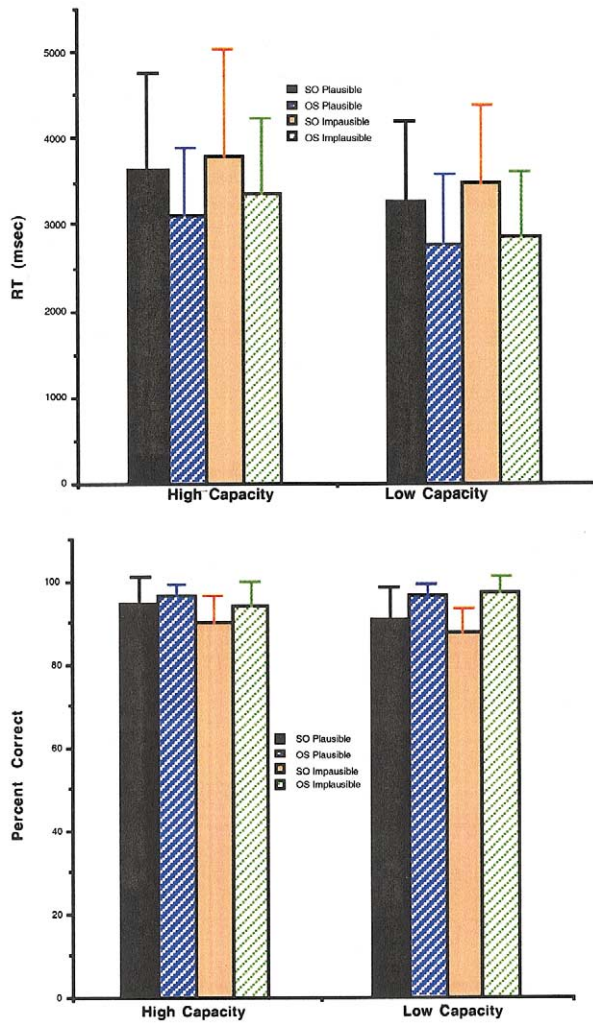 5000
4000
3000
2000
1000
0
RT (msec)
SO Plausible
OS Plausible
SO Impausible
OS Implausible
High Capacity
Low Capacity
100
80
60
40
20
0
Percent Correct
SO Plausible
OS Plausible
SO Impausible
OS Implausible
High Capacity
Low Capacity